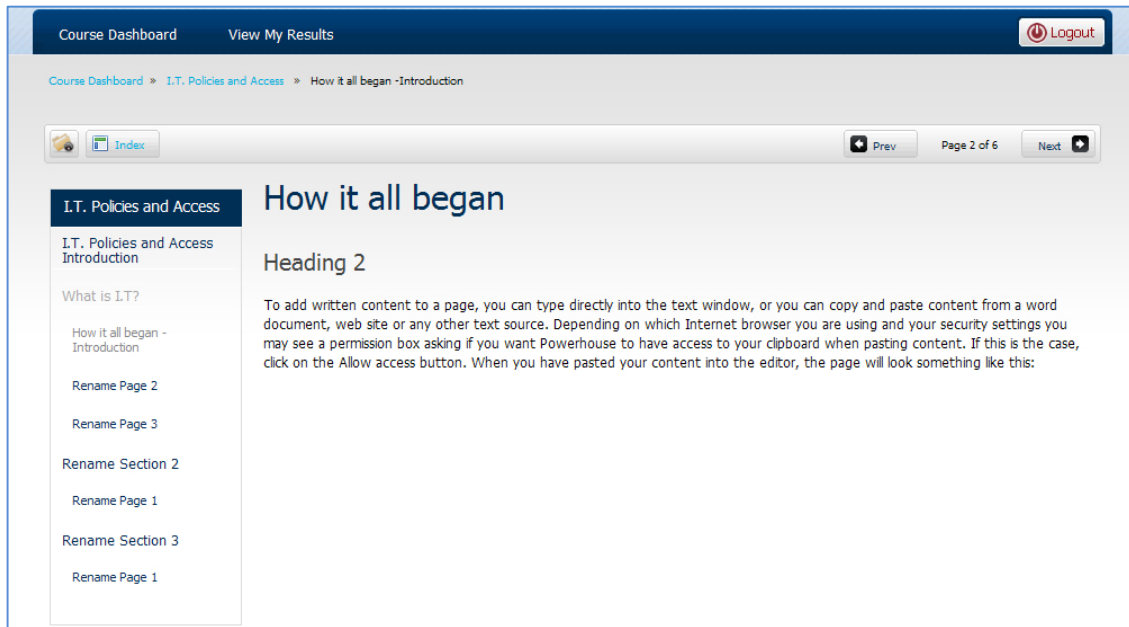 Course Dashboard View My Results Logout
Course Dashboard » I.T. Policies and Access » How it all began -Introduction
Index Prev Page 2 of 6 Next
I.T. Policies and Access
I.T. Policies and Access
Introduction
What is I.T?
How it all began -
Introduction
Rename Page 2
Rename Page 3
Rename Section 2
Rename Page 1
Rename Section 3
Rename Page 1
How it all began
Heading 2
To add written content to a page, you can type directly into the text window, or you can copy and paste content from a word
document, web site or any other text source. Depending on which Internet browser you are using and your security settings you
may see a permission box asking if you want Powerhouse to have access to your clipboard when pasting content. If this is the case,
click on the Allow access button. When you have pasted your content into the editor, the page will look something like this: